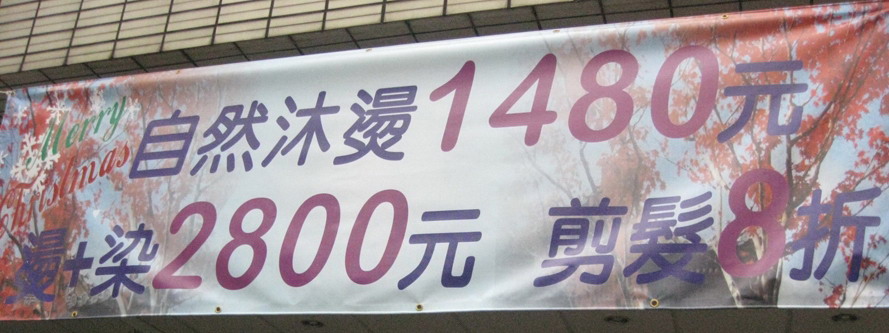 Merry
Christmas
自然沐燙1480元
燙+染2800元 剪髮8折